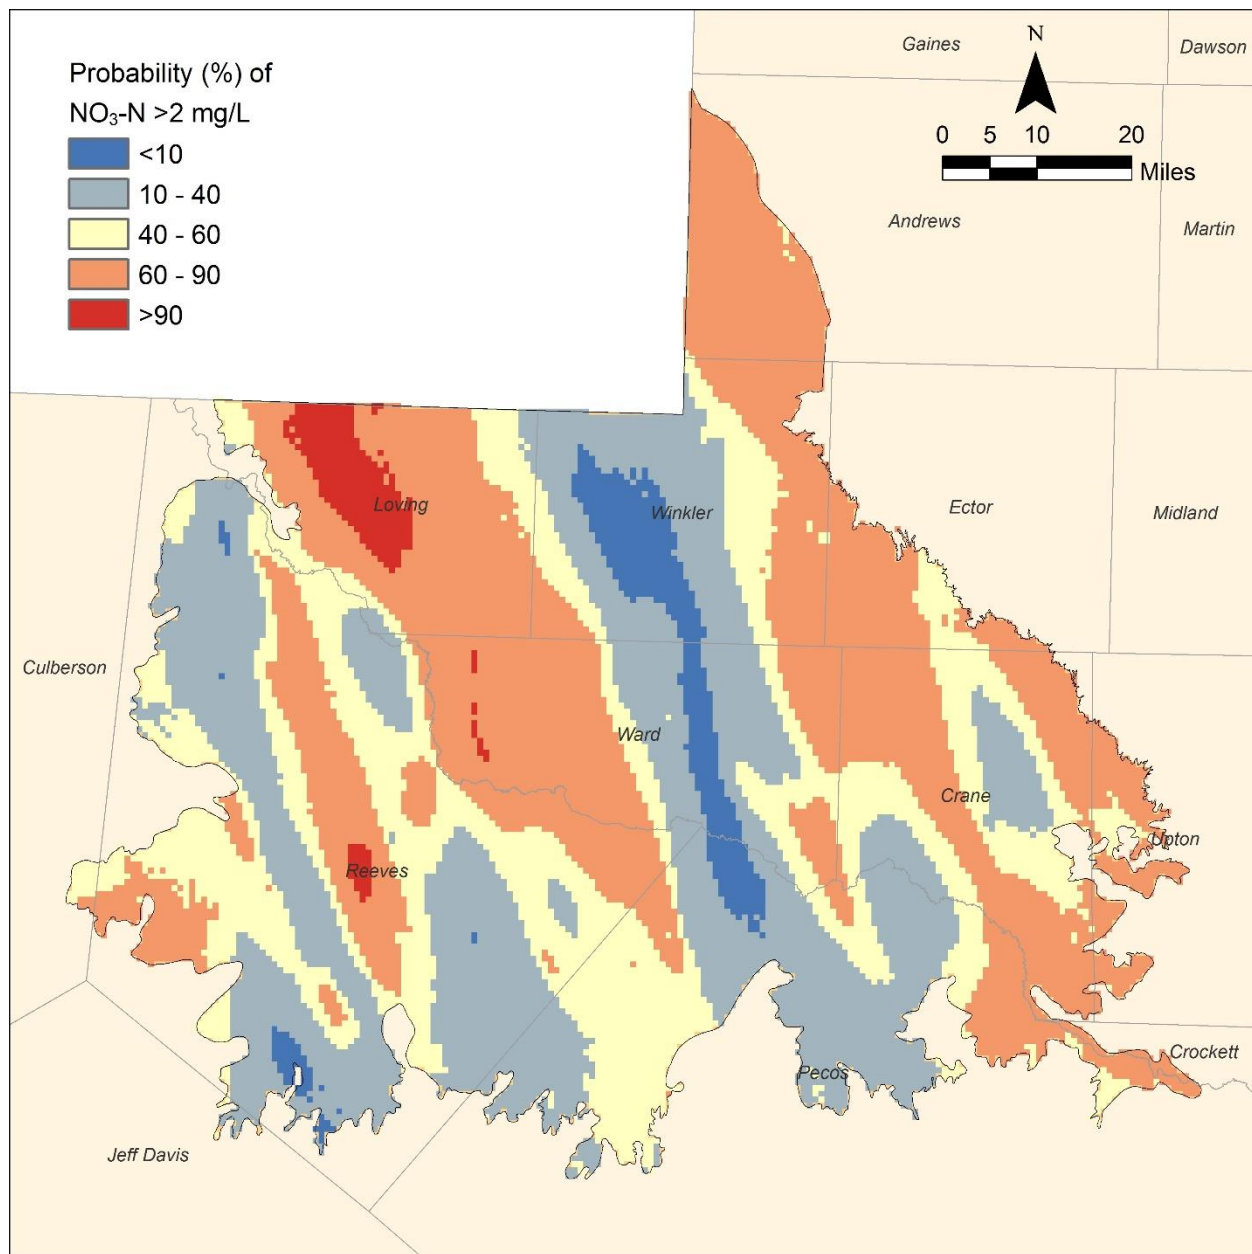 Probability (%) of
NO₃-N >2 mg/L
<10
10 - 40
40 - 60
60 - 90
>90
N
0 5 10 20
Miles
Gaines
Dawson
Andrews
Martin
Loving
Winkler
Ector
Midland
Culberson
Ward
Crane
Upton
Reeves
Crockett
Pecos
Jeff Davis